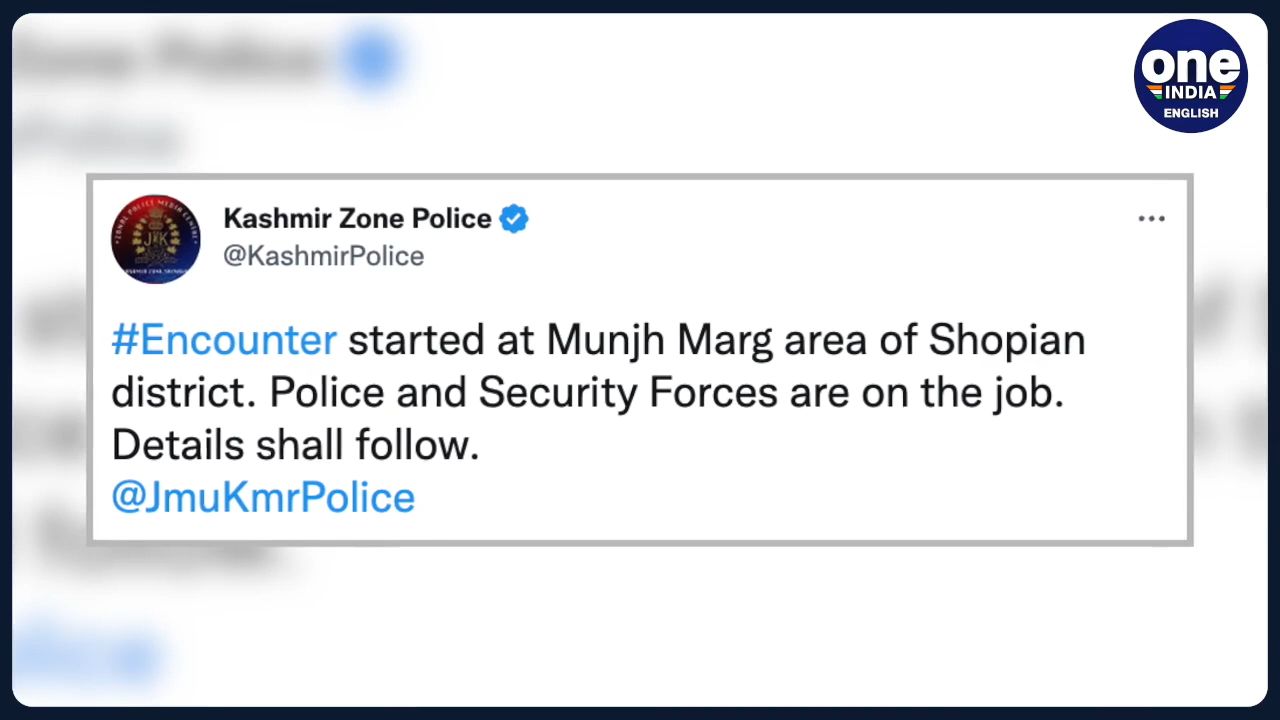 one
INDIA
ENGLISH
Kashmir Zone Police
@KashmirPolice
#Encounter started at Munjh Marg area of Shopian
district. Police and Security Forces are on the job.
Details shall follow.
@JmuKmrPolice